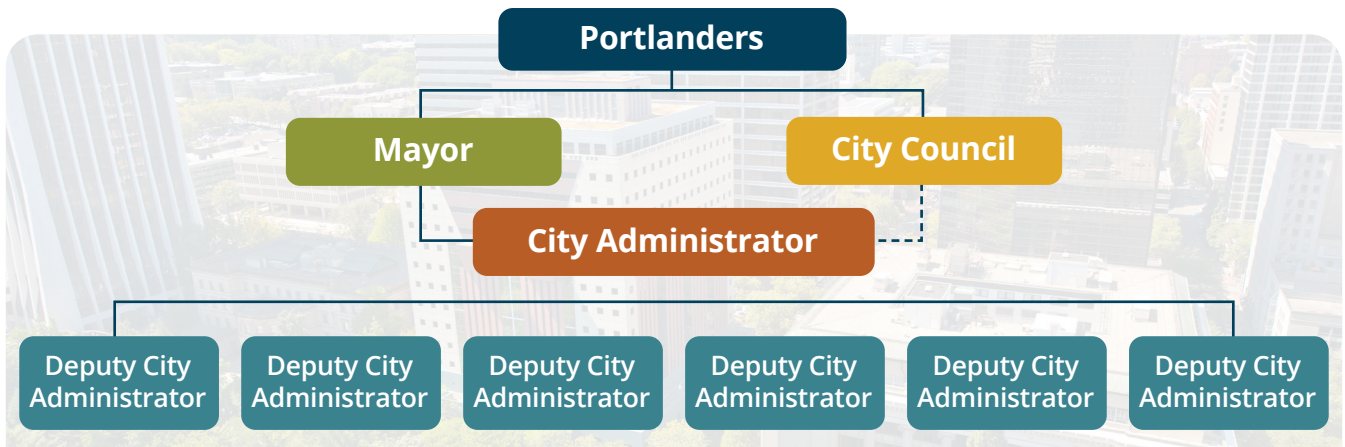 Portlanders
Mayor
City Council
City Administrator
Deputy City
Administrator
Deputy City
Administrator
Deputy City
Administrator
Deputy City
Administrator
Deputy City
Administrator
Deputy City
Administrator